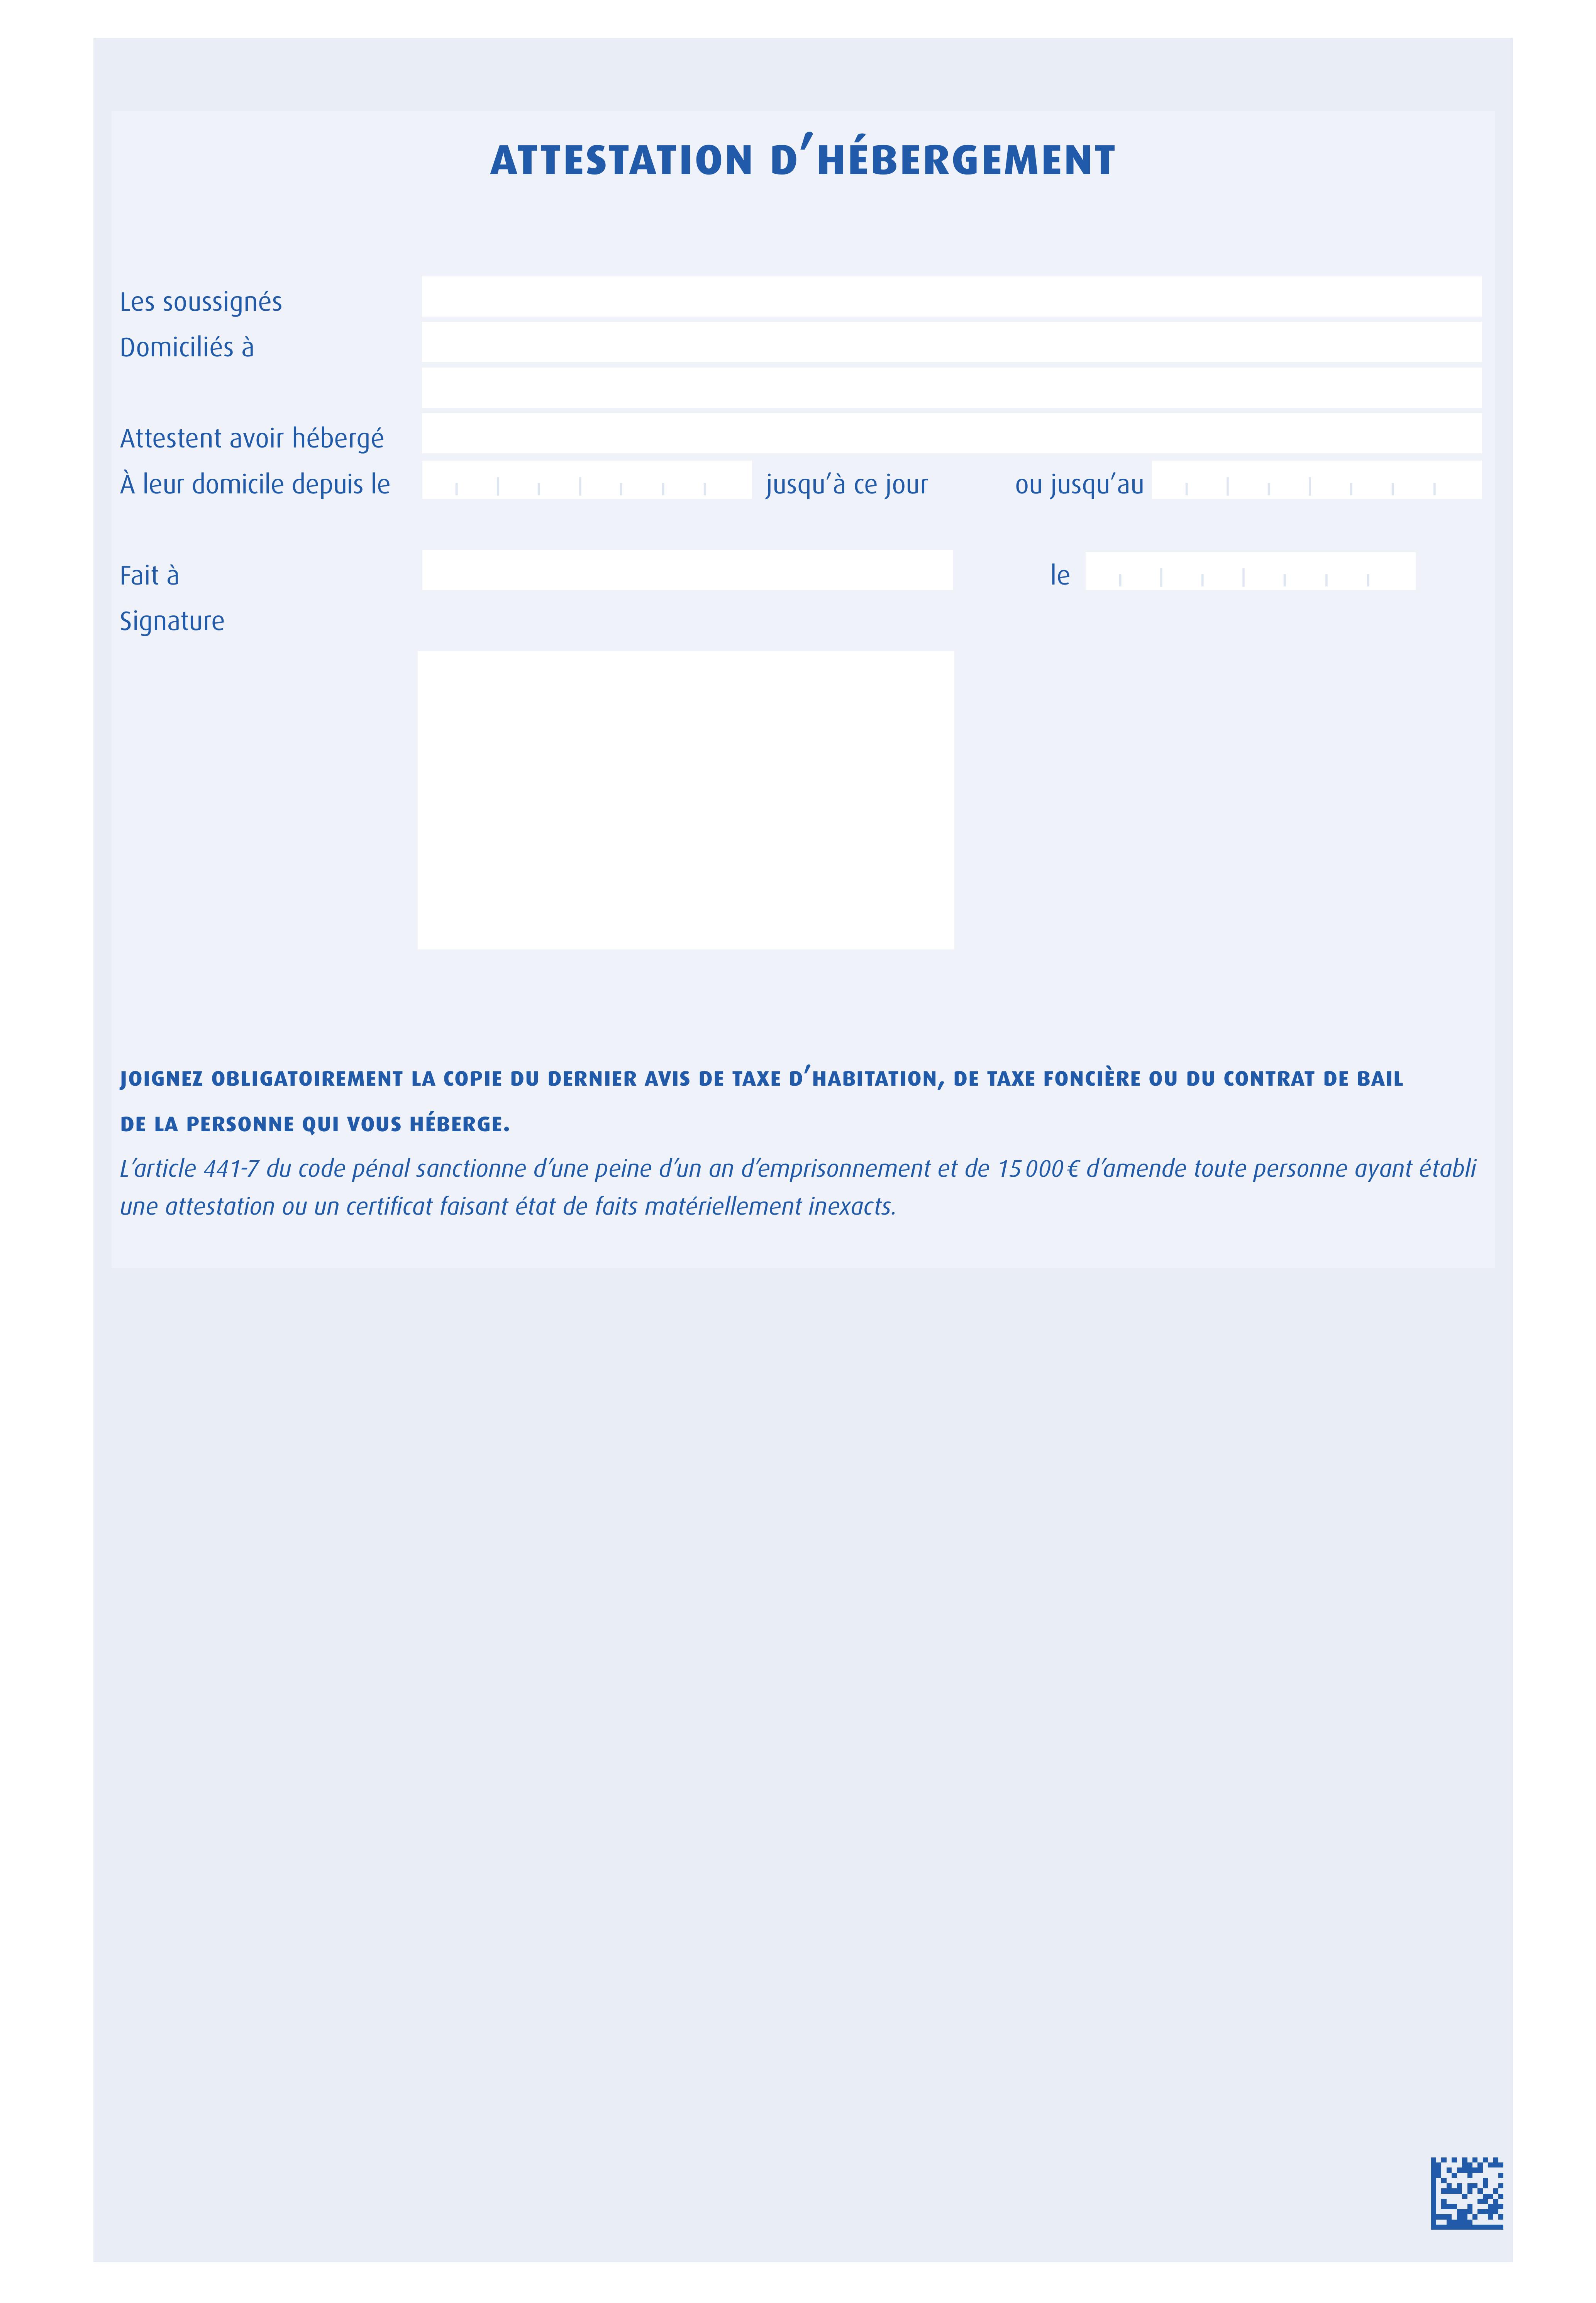 ATTESTATION D'HÉBERGEMENT
Les soussignés
Domiciliés à
Attestent avoir hébergé
À leur domicile depuis le jusqu'à ce jour ou jusqu'au
Fait à le
Signature
JOIGNEZ OBLIGATOIREMENT LA COPIE DU DERNIER AVIS DE TAXE D'HABITATION, DE TAXE FONCIÈRE OU DU CONTRAT DE BAIL
DE LA PERSONNE QUI VOUS HÉBERGE.
L'article 441-7 du code pénal sanctionne d'une peine d'un an d'emprisonnement et de 15 000 € d'amende toute personne ayant établi
une attestation ou un certificat faisant état de faits matériellement inexacts.